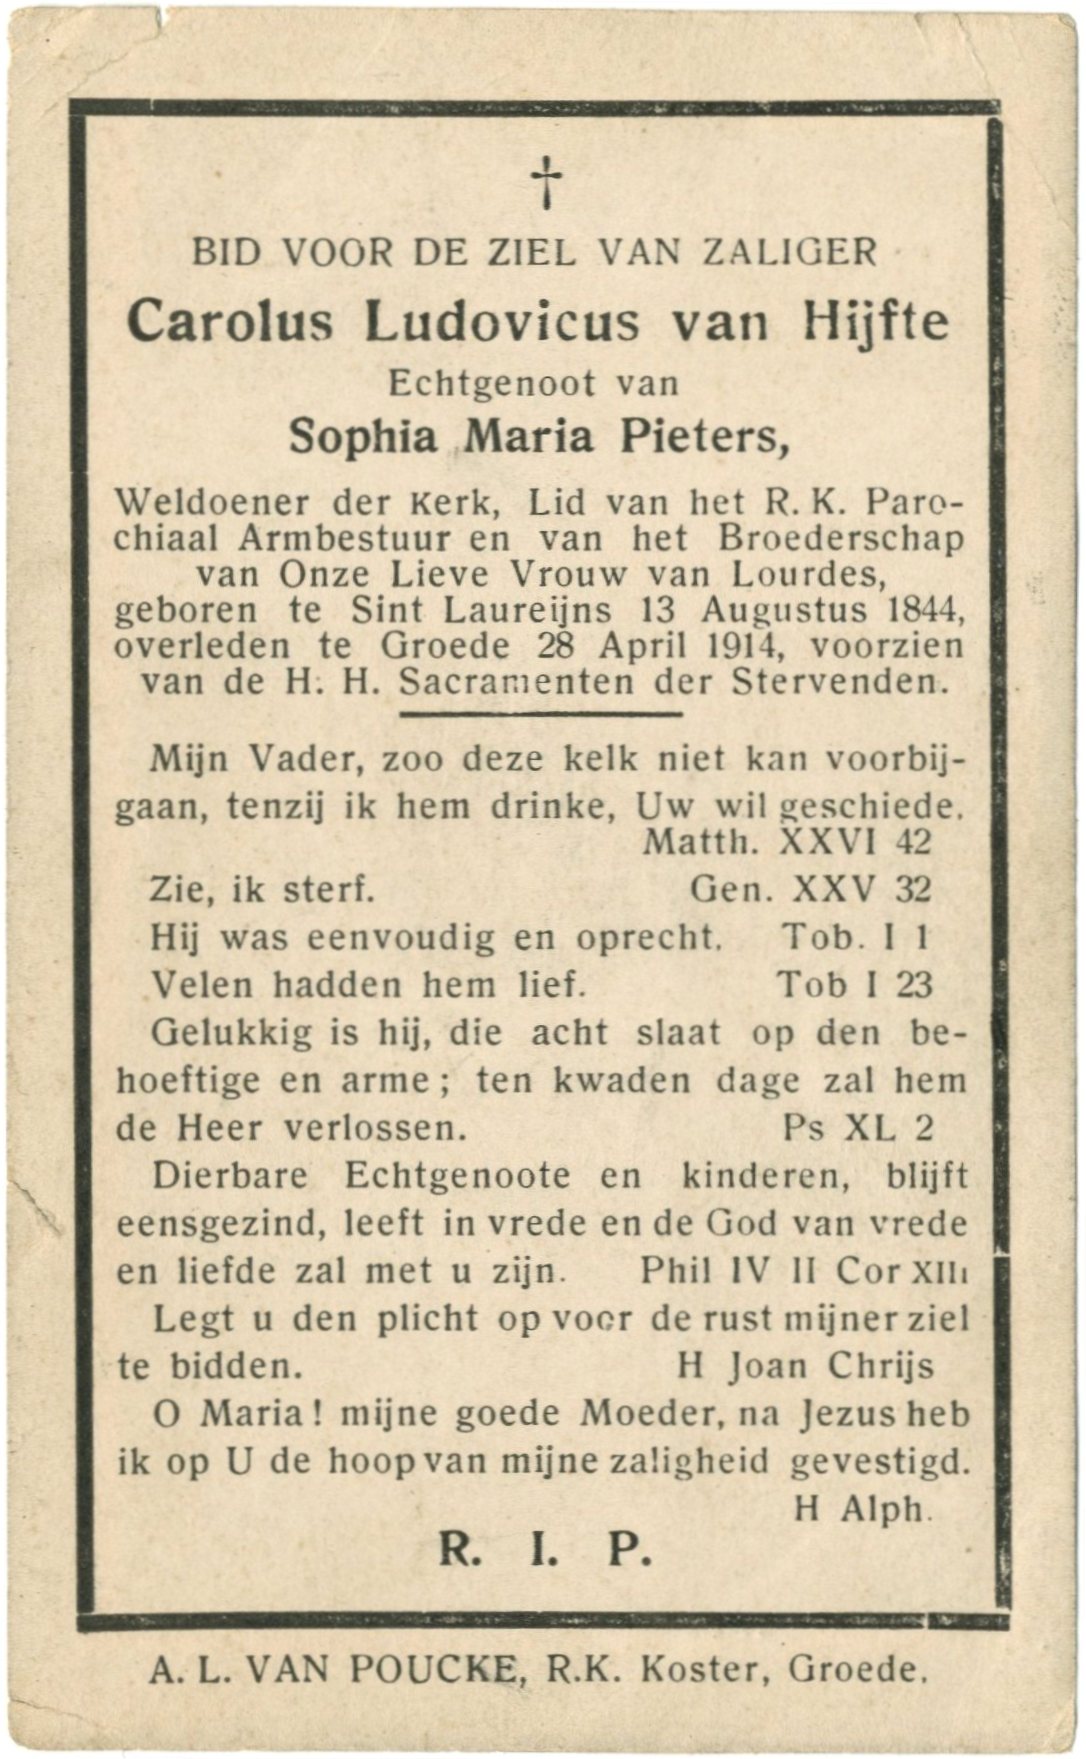 †
BID VOOR DE ZIEL VAN ZALIGER
Carolus Ludovicus van Hijfte
Echtgenoot van
Sophia Maria Pieters,
Weldoener der Kerk, Lid van het R. K. Paro-
chiaal Armbestuur en van het Broederschap
van Onze Lieve Vrouw van Lourdes,
geboren te Sint Laureijns 13 Augustus 1844,
overleden te Groede 28 April 1914, voorzien
van de H. H. Sacramenten der Stervenden.
Mijn Vader, zoo deze kelk niet kan voorbij-
gaan, tenzij ik hem drinke, Uw wil geschiede.
Matth. XXVI 42
Zie, ik sterf. Gen. XXV 32
Hij was eenvoudig en oprecht. Tob. I 1
Velen hadden hem lief. Tob I 23
Gelukkig is hij, die acht slaat op den be-
hoeftige en arme; ten kwaden dage zal hem
de Heer verlossen. Ps XL 2
Dierbare Echtgenoote en kinderen, blijft
eensgezind, leeft in vrede en de God van vrede
en liefde zal met u zijn. Phil IV II Cor XIII
Legt u den plicht op voor de rust mijner ziel
te bidden. H Joan Chrijs
O Maria! mijne goede Moeder, na Jezus heb
ik op U de hoop van mijne zaligheid gevestigd.
H Alph.
R. I. P.
A. L. VAN POUCKE, R.K. Koster, Groede.